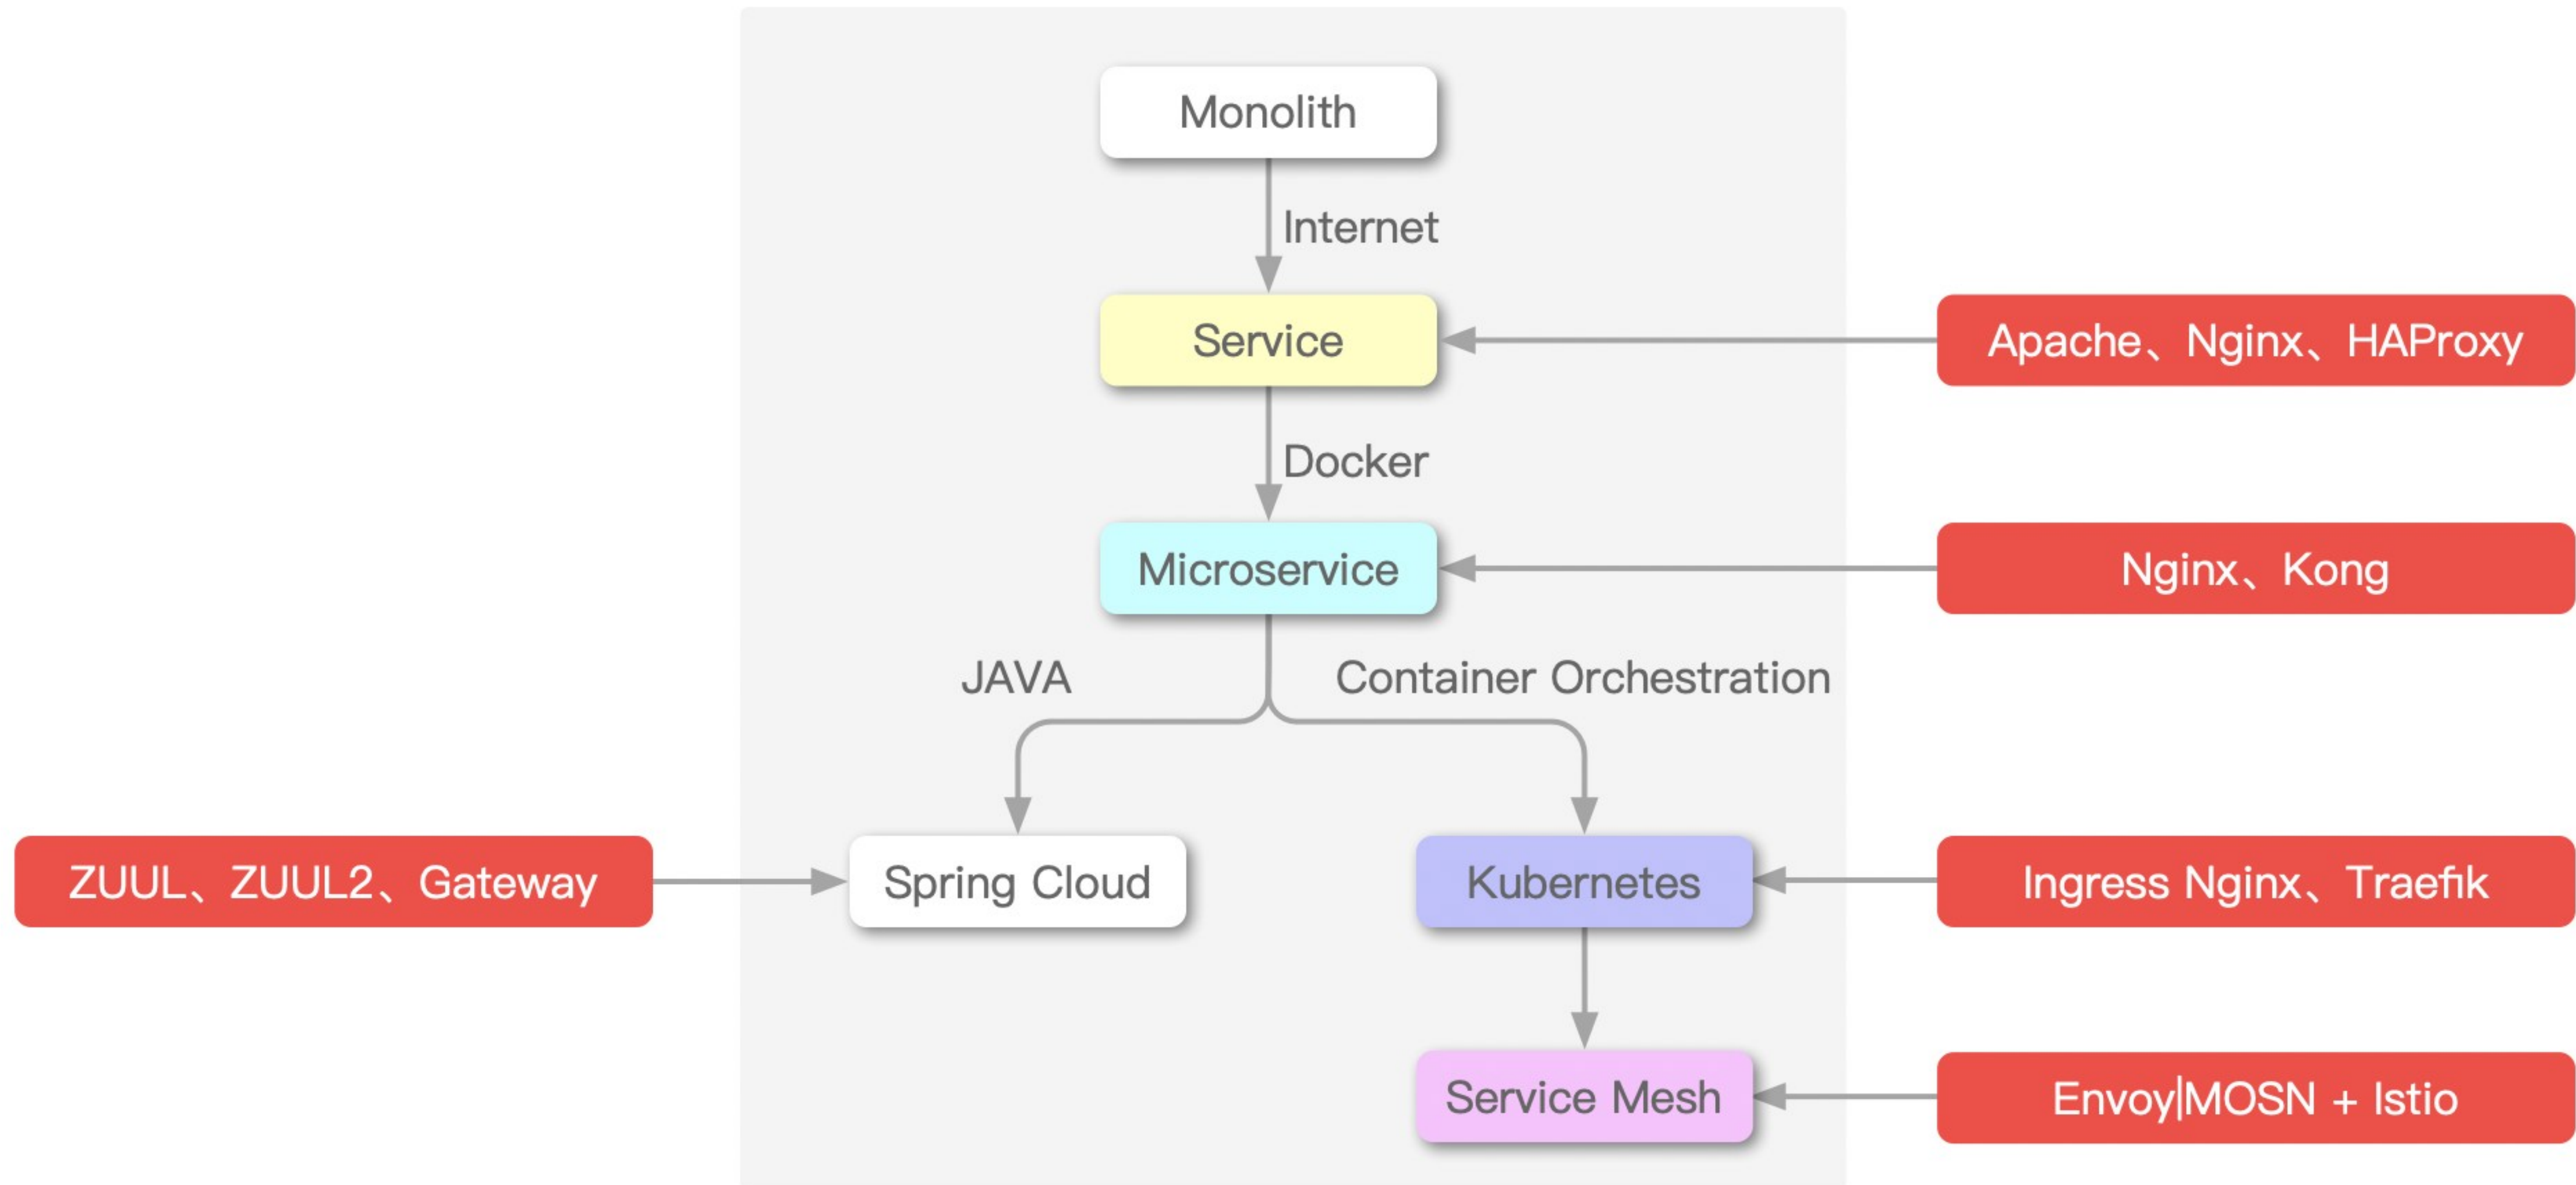 Monolith
Internet
Service
Apache、Nginx、HAProxy
Docker
Microservice
Nginx、Kong
JAVA
Container Orchestration
ZUUL、ZUUL2、Gateway
Spring Cloud
Kubernetes
Ingress Nginx、Traefik
Service Mesh
Envoy|MOSN + Istio